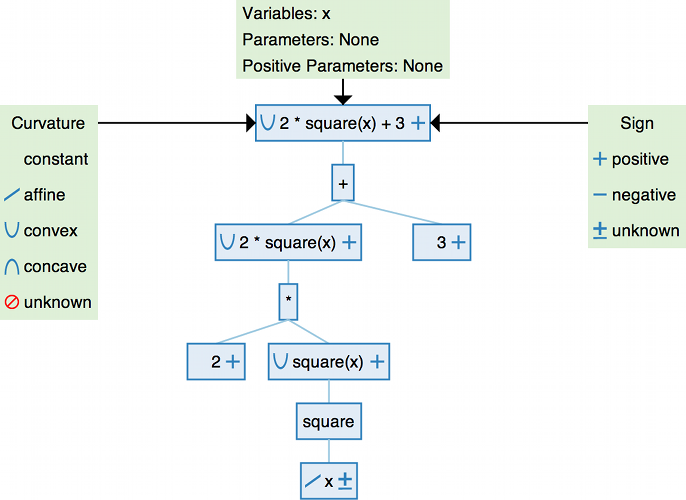 Variables: x
Parameters: None
Positive Parameters: None
Curvature
constant
affine
convex
concave
unknown
2 * square(x) + 3 +
Sign
+ positive
− negative
± unknown
+
2 * square(x) +
3 +
*
2 +
square(x) +
square
x ±